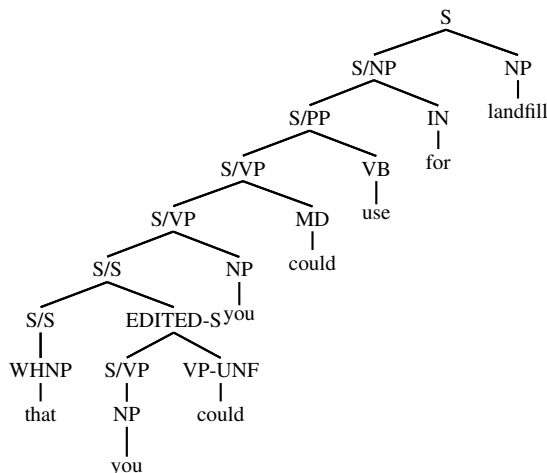 S
S/NP NP
S/PP IN landfill
S/VP VB for
S/VP MD use
S/S NP could
S/S EDITED-S you
WHNP S/VP VP-UNF
that NP could
you